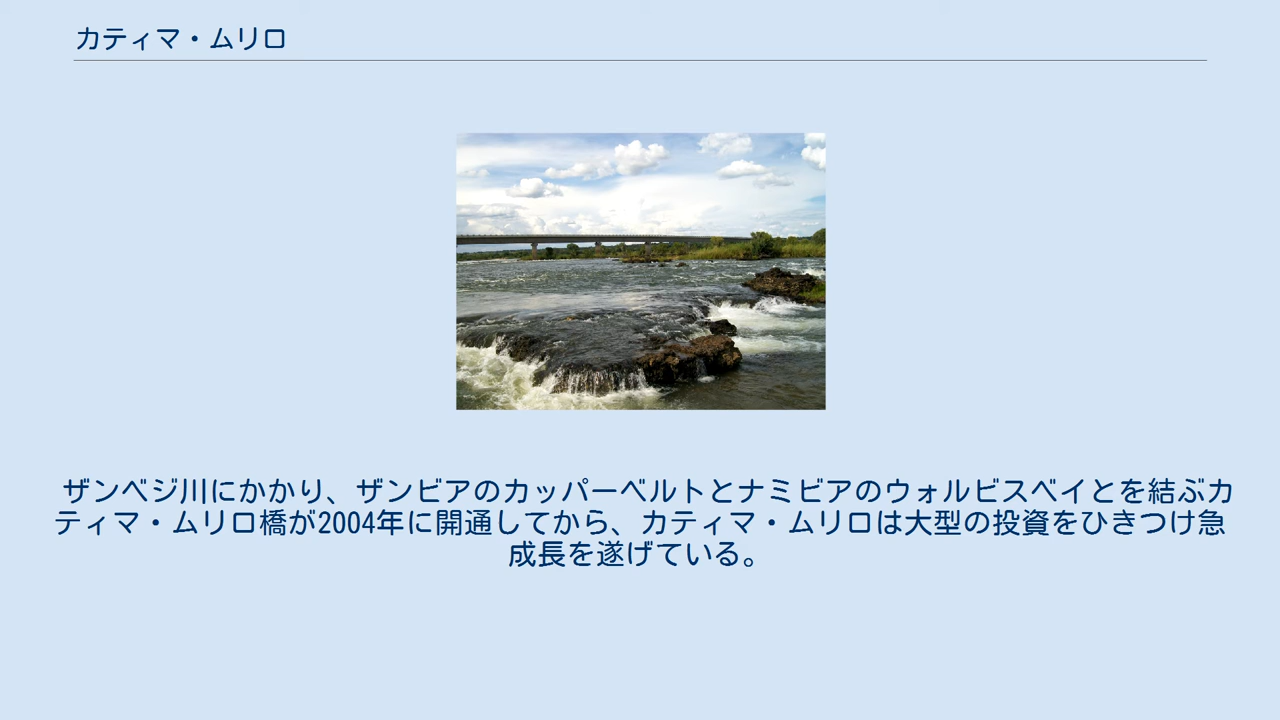 カティマ・ムリロ
ザンベジ川にかかり、ザンビアのカッパーベルトとナミビアのウォルビスベイとを結ぶカ
ティマ・ムリロ橋が2004年に開通してから、カティマ・ムリロは大型の投資をひきつけ急
成長を遂げている。